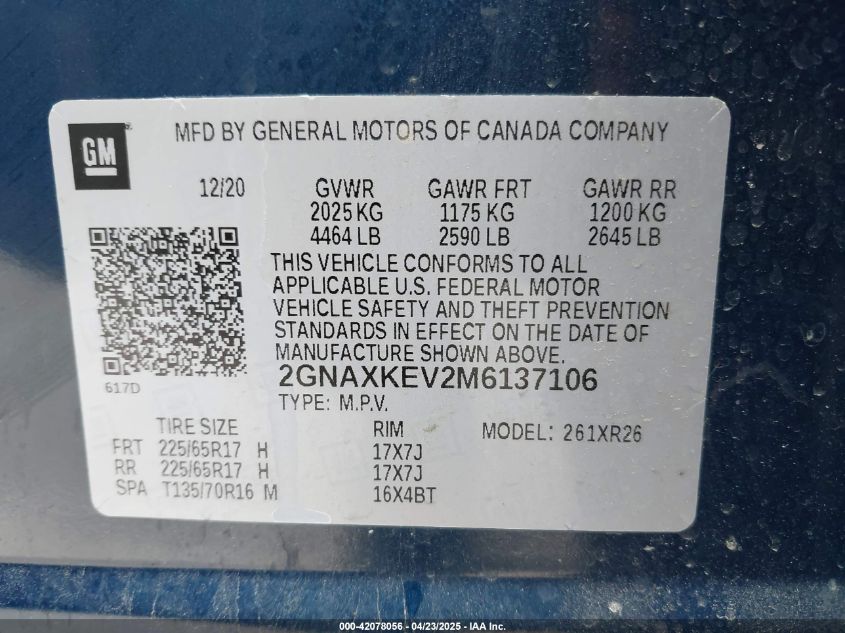 GM
MFD BY GENERAL MOTORS OF CANADA COMPANY
12/20 GVWR GAWR FRT GAWR RR
2025 KG 1175 KG 1200 KG
4464 LB 2590 LB 2645 LB
THIS VEHICLE CONFORMS TO ALL
APPLICABLE U.S. FEDERAL MOTOR
VEHICLE SAFETY AND THEFT PREVENTION
STANDARDS IN EFFECT ON THE DATE OF
MANUFACTURE SHOWN ABOVE.
617D
2GNAXKEV2M6137106
TYPE: M.P.V.
TIRE SIZE RIM MODEL: 261XR26
FRT 225/65R17 H 17X7J
RR 225/65R17 H 17X7J
SPA T135/70R16 M 16X4BT
000-42078056 - 04/23/2025 - IAA Inc.